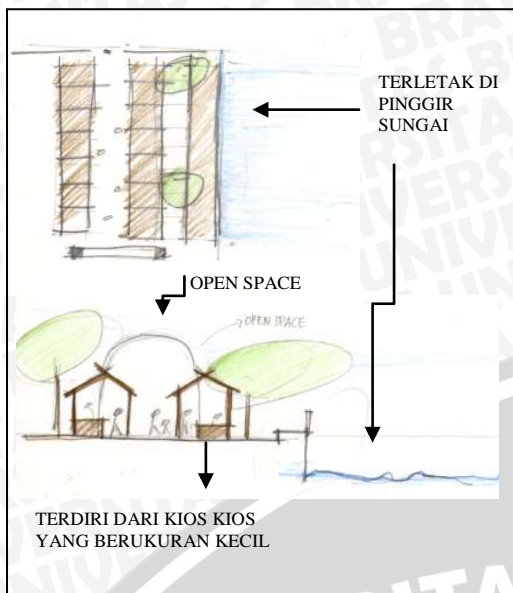 TERLETAK DI
PINGGIR
SUNGAI
OPEN SPACE
OPEN SPACE
TERDIRI DARI KIOS KIOS
YANG BERUKURAN KECIL